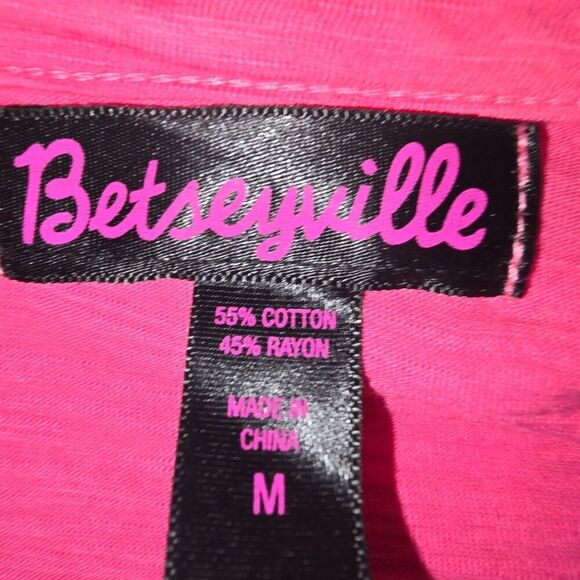 Betseyville
55% COTTON
45% RAYON
MADE IN
CHINA
M